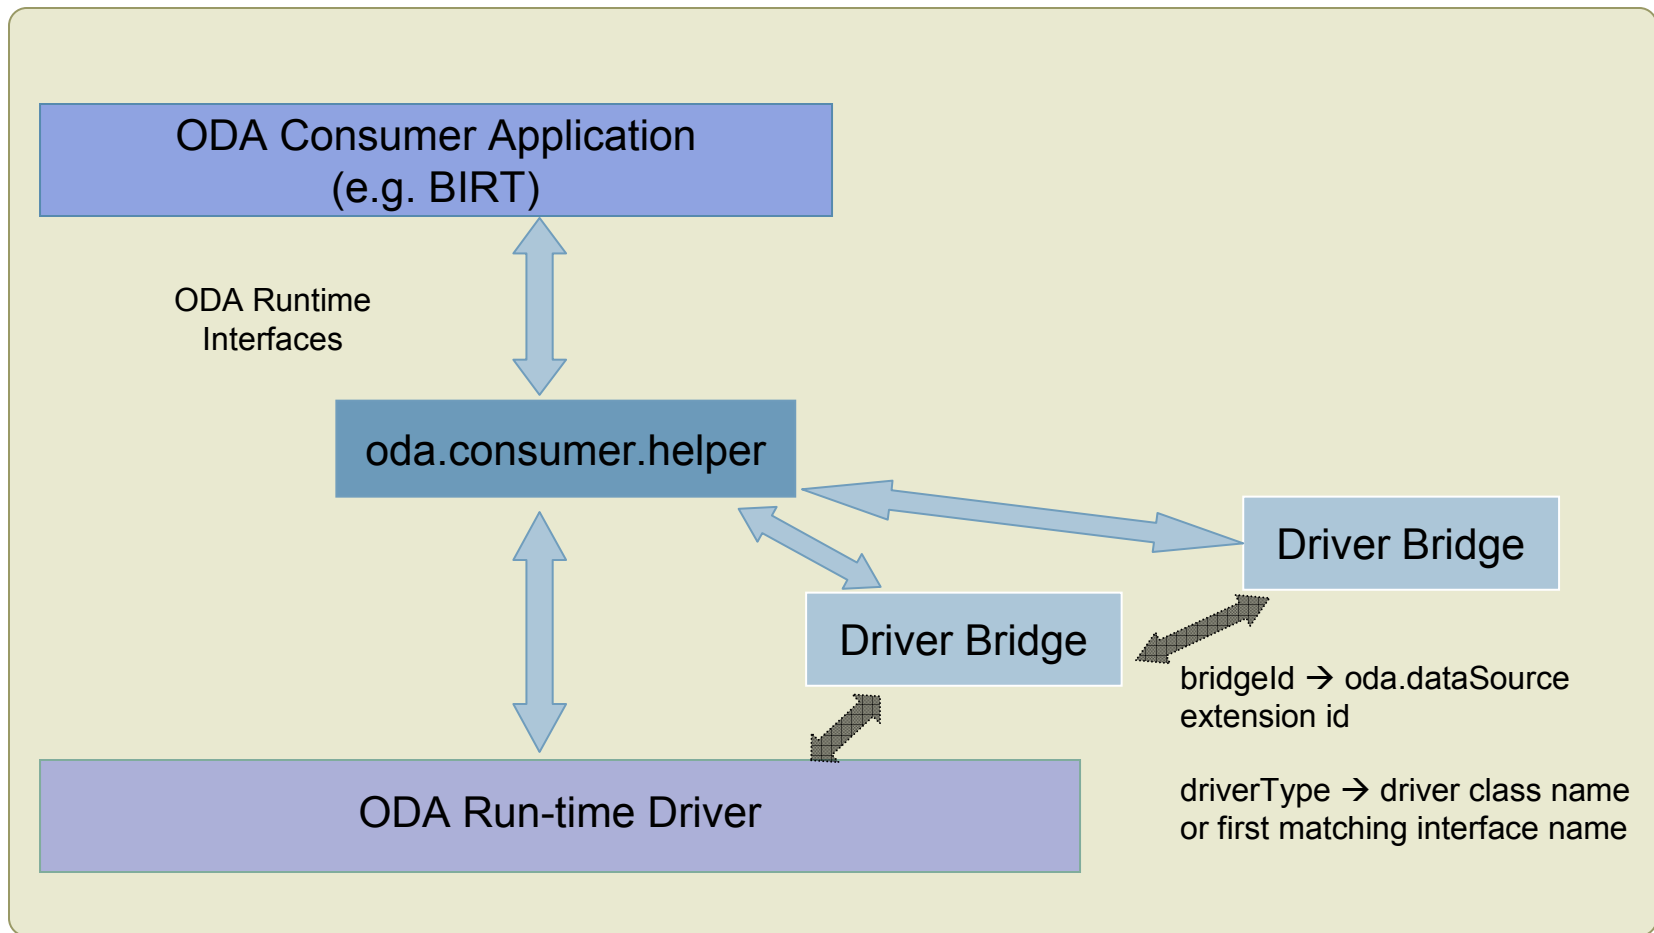 ODA Consumer Application
(e.g. BIRT)
ODA Runtime
Interfaces
oda.consumer.helper
Driver Bridge
Driver Bridge
bridgeId → oda.dataSource
extension id
driverType → driver class name
or first matching interface name
ODA Run-time Driver